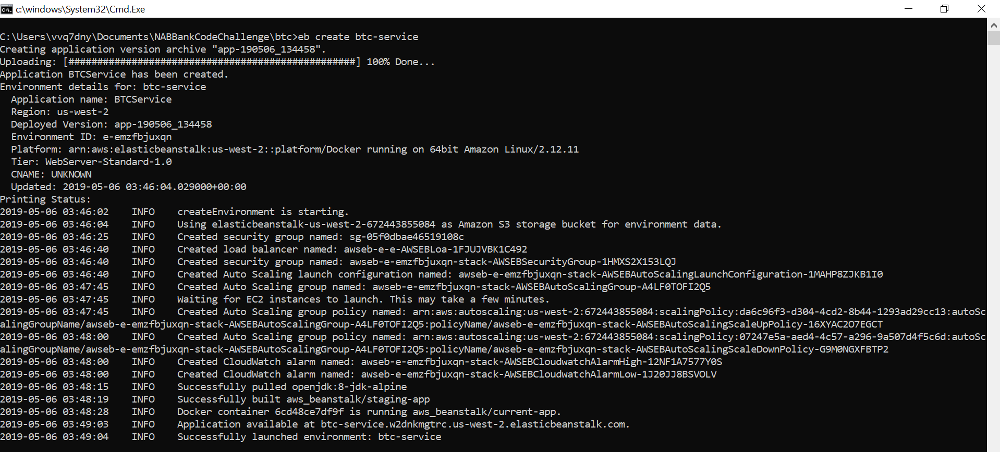 c:\windows\System32\Cmd.Exe
C:\Users\vvq7dny\Documents\NABBankCodeChallenge\btc>eb create btc-service
Creating application version archive "app-190506_134458".
Uploading: [##################################################] 100% Done...
Application BTCService has been created.
Environment details for: btc-service
  Application name: BTCService
  Region: us-west-2
  Deployed Version: app-190506_134458
  Environment ID: e-emzfbjuxqn
  Platform: arn:aws:elasticbeanstalk:us-west-2::platform/Docker running on 64bit Amazon Linux/2.12.11
  Tier: WebServer-Standard-1.0
  CNAME: UNKNOWN
  Updated: 2019-05-06 03:46:04.029000+00:00
Printing Status:
2019-05-06 03:46:02    INFO    createEnvironment is starting.
2019-05-06 03:46:04    INFO    Using elasticbeanstalk-us-west-2-672443855084 as Amazon S3 storage bucket for environment data.
2019-05-06 03:46:25    INFO    Created security group named: sg-05f0dbae46519108c
2019-05-06 03:46:40    INFO    Created load balancer named: awseb-e-e-AWSEBLoa-1FJUJVBK1C492
2019-05-06 03:46:40    INFO    Created security group named: awseb-e-emzfbjuxqn-stack-AWSEBSecurityGroup-1HMXS2X153LQJ
2019-05-06 03:46:40    INFO    Created Auto Scaling launch configuration named: awseb-e-emzfbjuxqn-stack-AWSEBAutoScalingLaunchConfiguration-1MAHP8ZJKB1I0
2019-05-06 03:47:45    INFO    Created Auto Scaling group named: awseb-e-emzfbjuxqn-stack-AWSEBAutoScalingGroup-A4LF0TOFI2Q5
2019-05-06 03:47:45    INFO    Waiting for EC2 instances to launch. This may take a few minutes.
2019-05-06 03:47:45    INFO    Created Auto Scaling group policy named: arn:aws:autoscaling:us-west-2:672443855084:scalingPolicy:da6c96f3-d304-4cd2-8b44-1293ad29cc13:autoSc
alingGroupName/awseb-e-emzfbjuxqn-stack-AWSEBAutoScalingGroup-A4LF0TOFI2Q5:policyName/awseb-e-emzfbjuxqn-stack-AWSEBAutoScalingScaleUpPolicy-16XYAC2O7EGCT
2019-05-06 03:48:00    INFO    Created Auto Scaling group policy named: arn:aws:autoscaling:us-west-2:672443855084:scalingPolicy:07247e5a-aed4-4c57-a296-9a507d4f5c6d:autoSc
alingGroupName/awseb-e-emzfbjuxqn-stack-AWSEBAutoScalingGroup-A4LF0TOFI2Q5:policyName/awseb-e-emzfbjuxqn-stack-AWSEBAutoScalingScaleDownPolicy-G9M0NGXFBTP2
2019-05-06 03:48:00    INFO    Created CloudWatch alarm named: awseb-e-emzfbjuxqn-stack-AWSEBCloudwatchAlarmHigh-12NF1A7577Y0S
2019-05-06 03:48:00    INFO    Created CloudWatch alarm named: awseb-e-emzfbjuxqn-stack-AWSEBCloudwatchAlarmLow-1J20JJ8BSVOLV
2019-05-06 03:48:15    INFO    Successfully pulled openjdk:8-jdk-alpine
2019-05-06 03:48:19    INFO    Successfully built aws_beanstalk/staging-app
2019-05-06 03:48:28    INFO    Docker container 6cd48ce7df9f is running aws_beanstalk/current-app.
2019-05-06 03:49:03    INFO    Application available at btc-service.w2dnkmgtrc.us-west-2.elasticbeanstalk.com.
2019-05-06 03:49:04    INFO    Successfully launched environment: btc-service